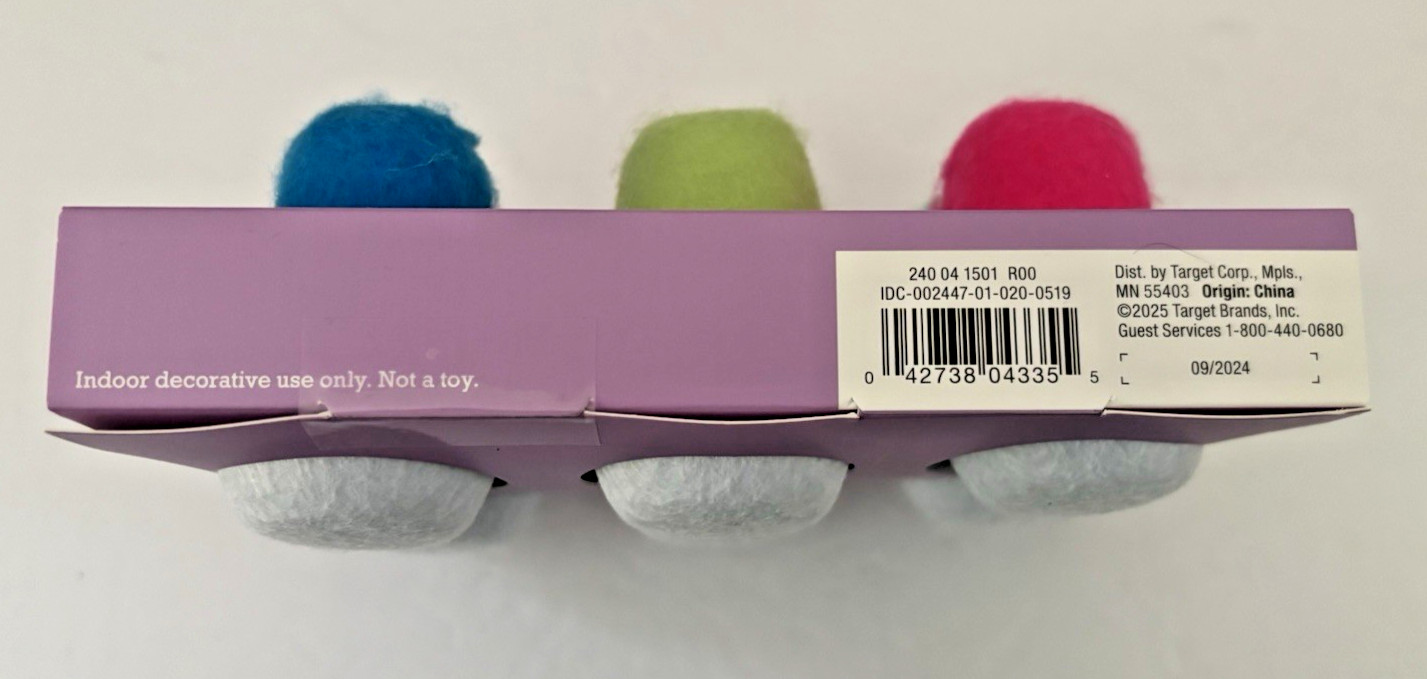 Indoor decorative use only. Not a toy.
240 04 1501 R00
IDC-002447-01-020-0519
0 42738 04335 5
Dist. by Target Corp., Mpls.,
MN 55403 Origin: China
©2025 Target Brands, Inc.
Guest Services 1-800-440-0680
09/2024